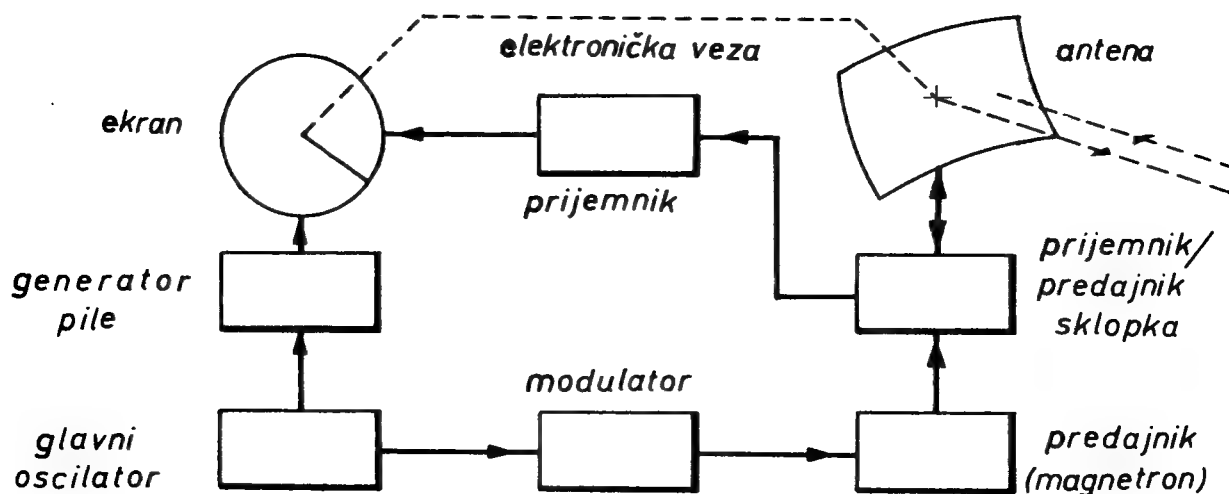 elektronička veza
antena
ekran
prijemnik
prijemnik/
predajnik
sklopka
generator
pile
modulator
glavni
oscilator
predajnik
(magnetron)